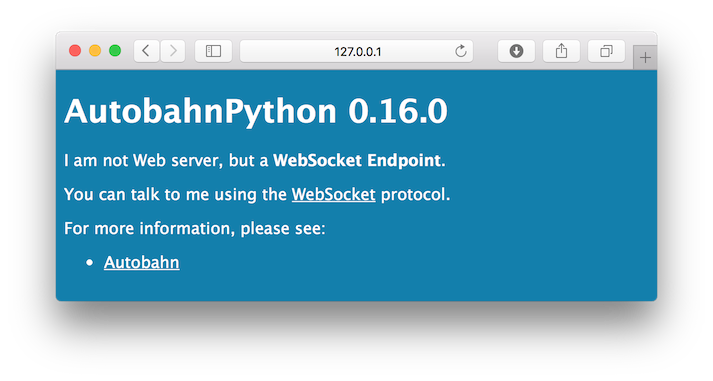 127.0.0.1
AutobahnPython 0.16.0
I am not Web server, but a WebSocket Endpoint.
You can talk to me using the WebSocket protocol.
For more information, please see:
• Autobahn